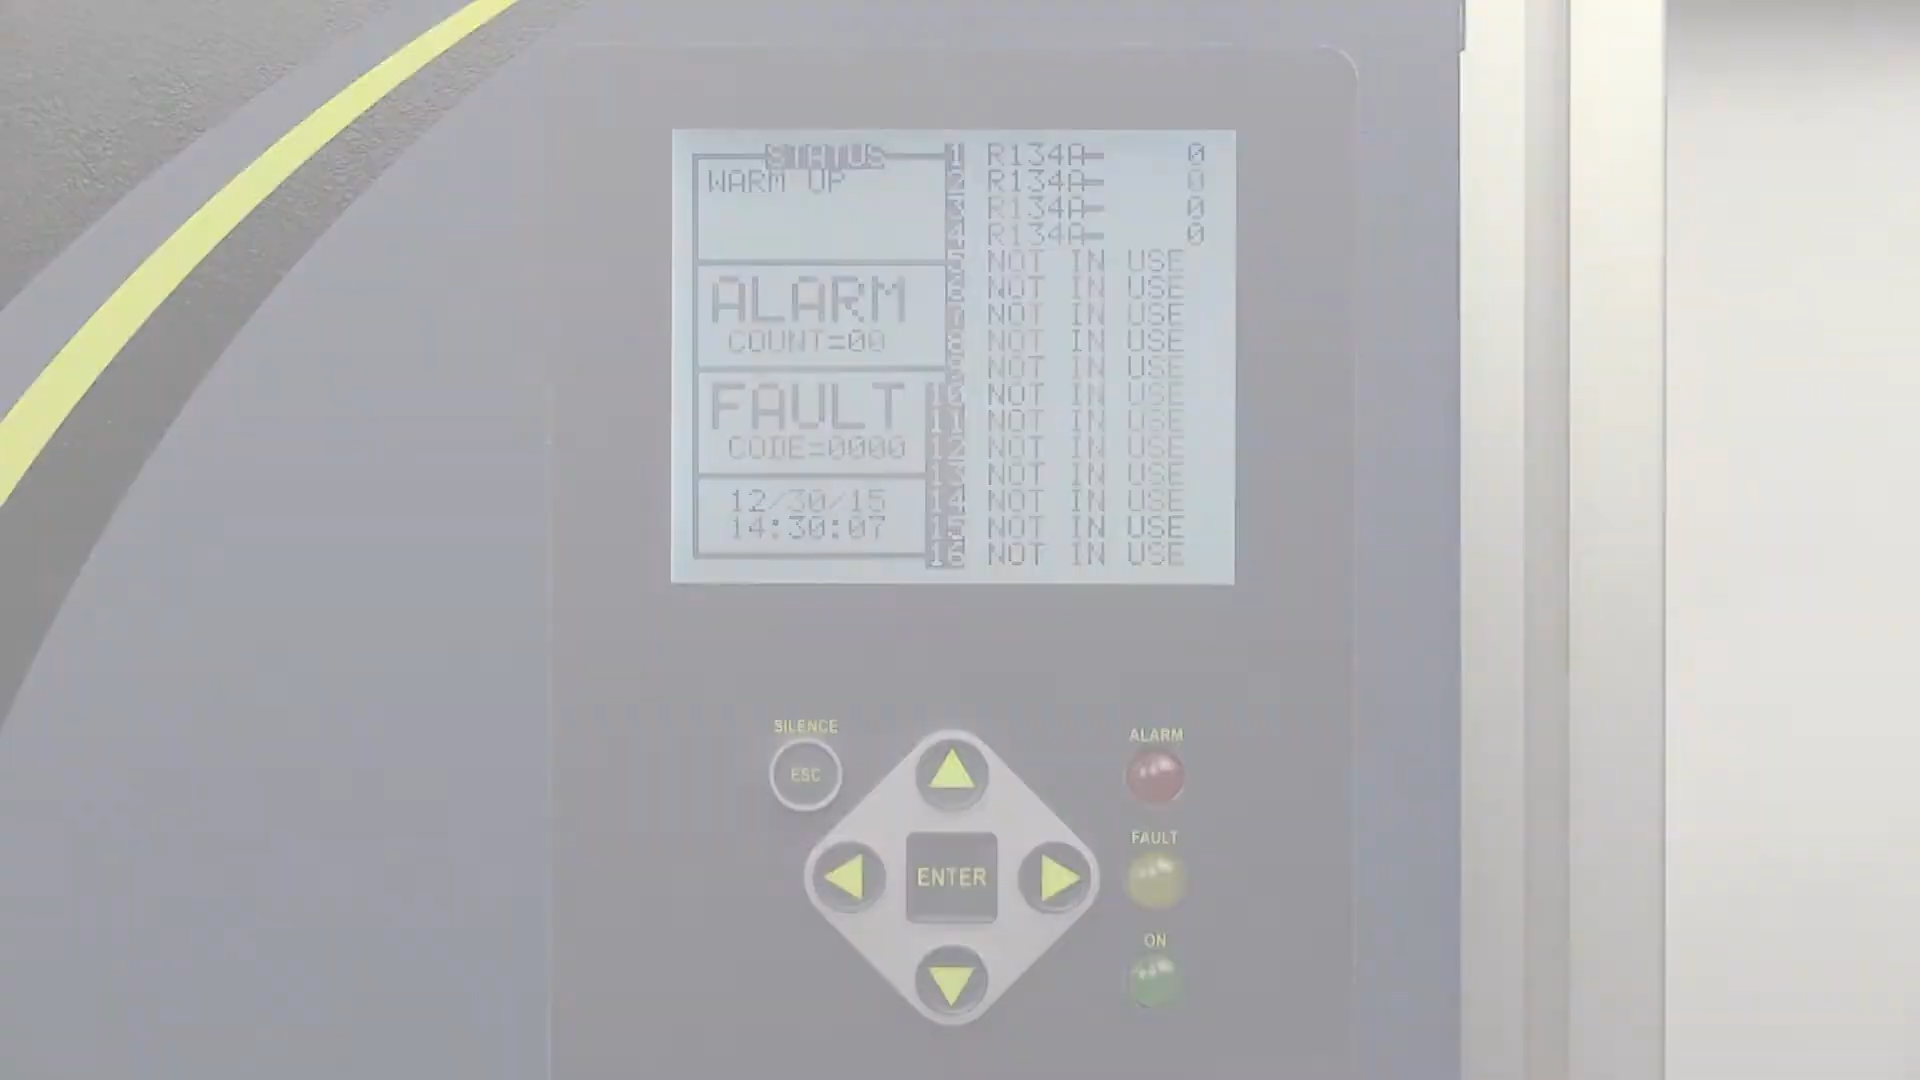 STATUS
WARM UP
ALARM
COUNT=00
FAULT
CODE=0000
12/30/15
14:30:07
1 R134A- 0
2 R134A- 0
3 R134A- 0
4 R134A- 0
5 NOT IN USE
6 NOT IN USE
7 NOT IN USE
8 NOT IN USE
9 NOT IN USE
10 NOT IN USE
11 NOT IN USE
12 NOT IN USE
13 NOT IN USE
14 NOT IN USE
15 NOT IN USE
16 NOT IN USE
SILENCE
ESC
ENTER
ALARM
FAULT
ON